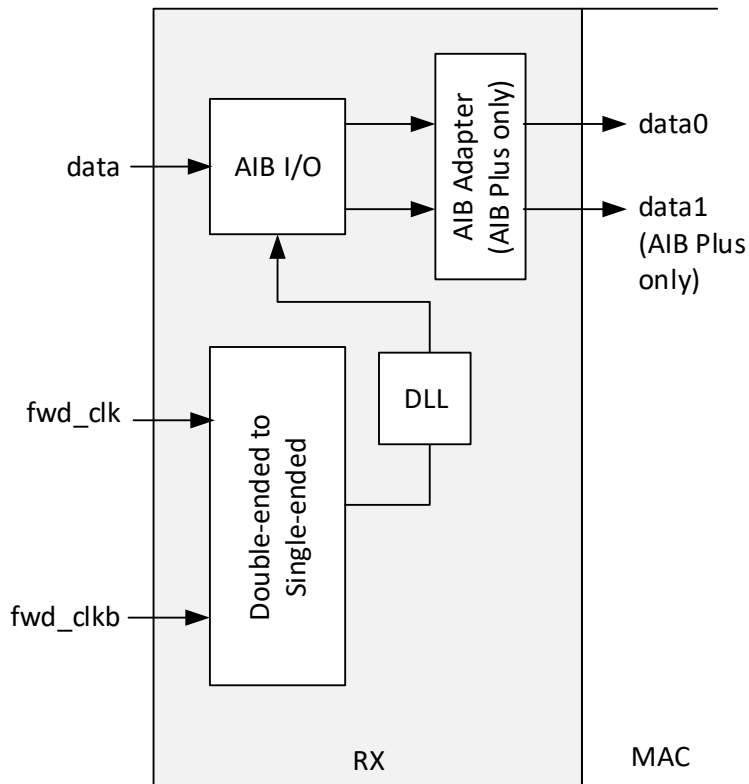 data
AIB I/O
AIB Adapter
(AIB Plus only)
data0
data1
(AIB Plus
only)
DLL
fwd_clk
Double-ended to
Single-ended
fwd_clkb
RX
MAC